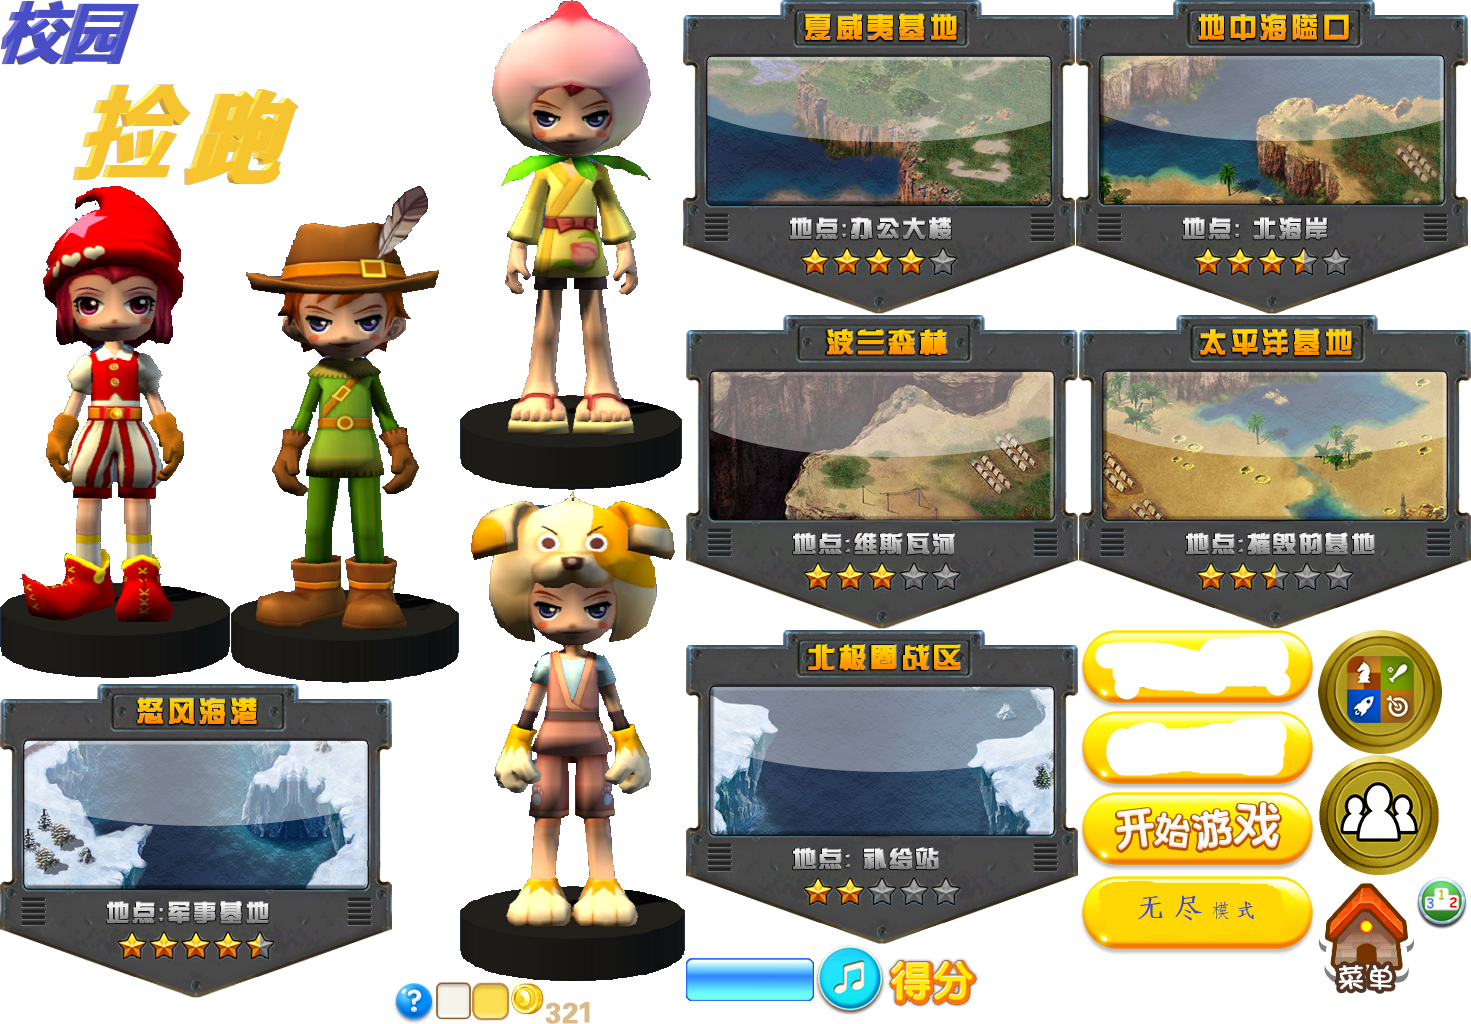 校园
捡跑
夏威夷基地
地点:办公大楼
地中海隘口
地点: 北海岸
波兰森林
地点:维斯瓦河
太平洋基地
地点:摧毁的基地
怒风海港
地点:军事基地
北极圈战区
地点: 补给站
开始游戏
无尽模式
菜单
3 1 2
?
321
得分